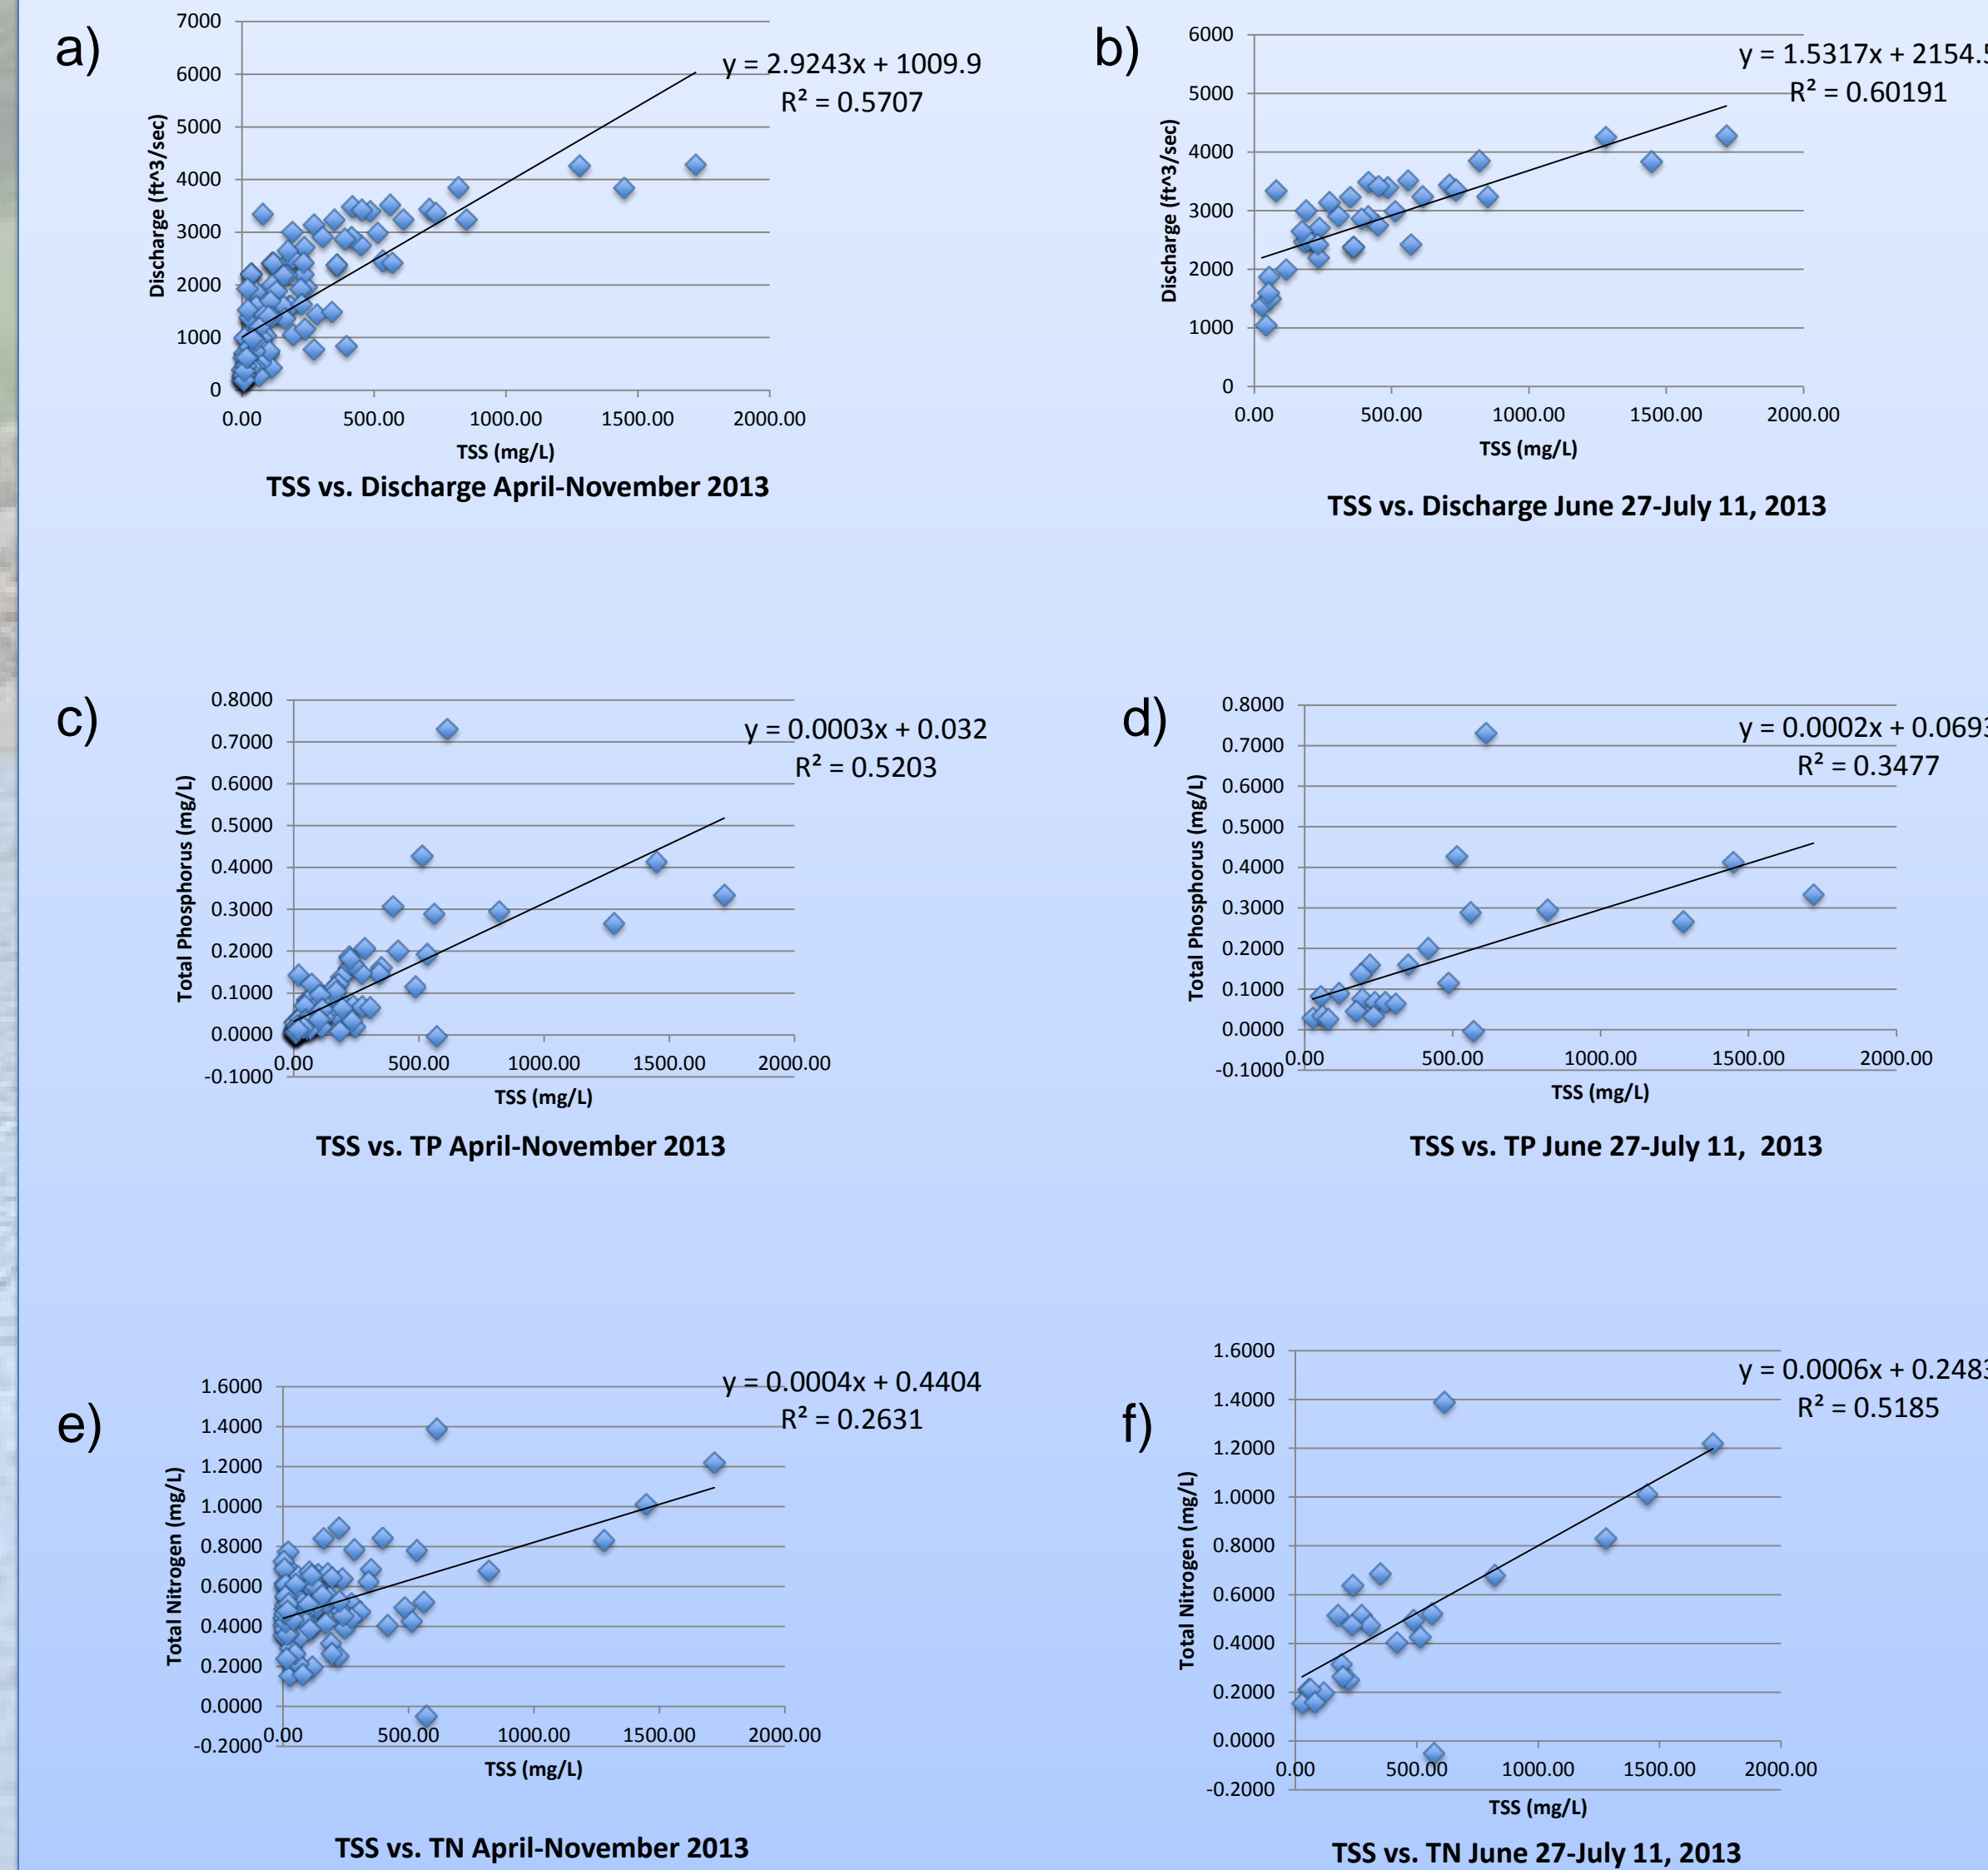 a)
7000
6000
5000
4000
3000
2000
1000
0
Discharge (ft^3/sec)
y = 2.9243x + 1009.9
R² = 0.5707
0.00 500.00 1000.00 1500.00 2000.00
TSS (mg/L)
TSS vs. Discharge April-November 2013
b)
6000
5000
4000
3000
2000
1000
0
Discharge (ft^3/sec)
y = 1.5317x + 2154.5
R² = 0.60191
0.00 500.00 1000.00 1500.00 2000.00
TSS (mg/L)
TSS vs. Discharge June 27-July 11, 2013
c)
0.8000
0.7000
0.6000
0.5000
0.4000
0.3000
0.2000
0.1000
0.0000
-0.1000
Total Phosphorus (mg/L)
y = 0.0003x + 0.032
R² = 0.5203
0.00 500.00 1000.00 1500.00 2000.00
TSS (mg/L)
TSS vs. TP April-November 2013
d)
0.8000
0.7000
0.6000
0.5000
0.4000
0.3000
0.2000
0.1000
0.0000
-0.1000
Total Phosphorus (mg/L)
y = 0.0002x + 0.0693
R² = 0.3477
0.00 500.00 1000.00 1500.00 2000.00
TSS (mg/L)
TSS vs. TP June 27-July 11, 2013
e)
1.6000
1.4000
1.2000
1.0000
0.8000
0.6000
0.4000
0.2000
0.0000
-0.2000
Total Nitrogen (mg/L)
y = 0.0004x + 0.4404
R² = 0.2631
0.00 500.00 1000.00 1500.00 2000.00
TSS (mg/L)
TSS vs. TN April-November 2013
f)
1.6000
1.4000
1.2000
1.0000
0.8000
0.6000
0.4000
0.2000
0.0000
-0.2000
Total Nitrogen (mg/L)
y = 0.0006x + 0.2483
R² = 0.5185
0.00 500.00 1000.00 1500.00 2000.00
TSS (mg/L)
TSS vs. TN June 27-July 11, 2013